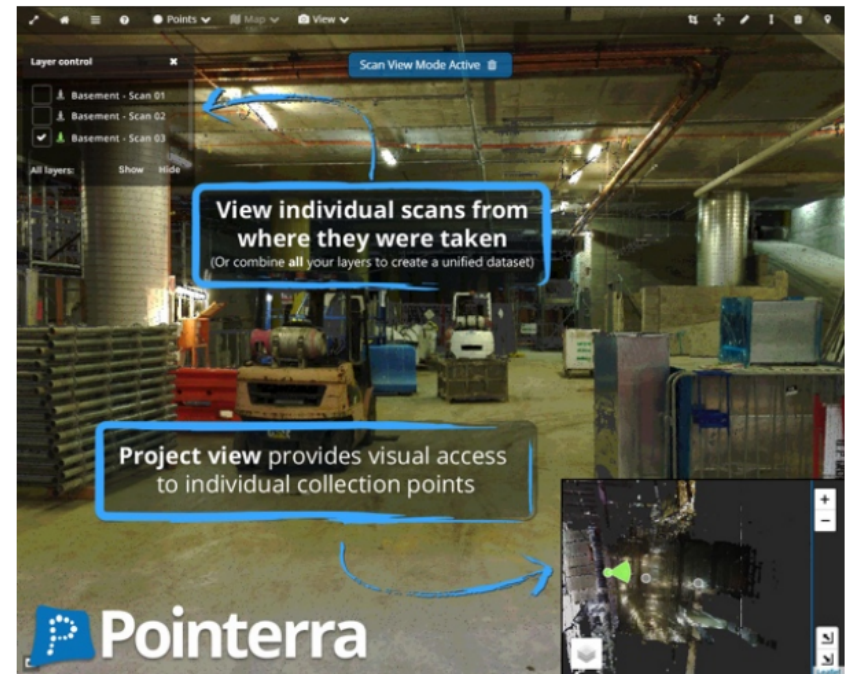 Points Map View
Layer control
Scan View Mode Active
Basement - Scan 01
Basement - Scan 02
Basement - Scan 03
All layers: Show Hide
View individual scans from
where they were taken
(Or combine all your layers to create a unified dataset)
Project view provides visual access
to individual collection points
+
−
Pointerra
Leaflet